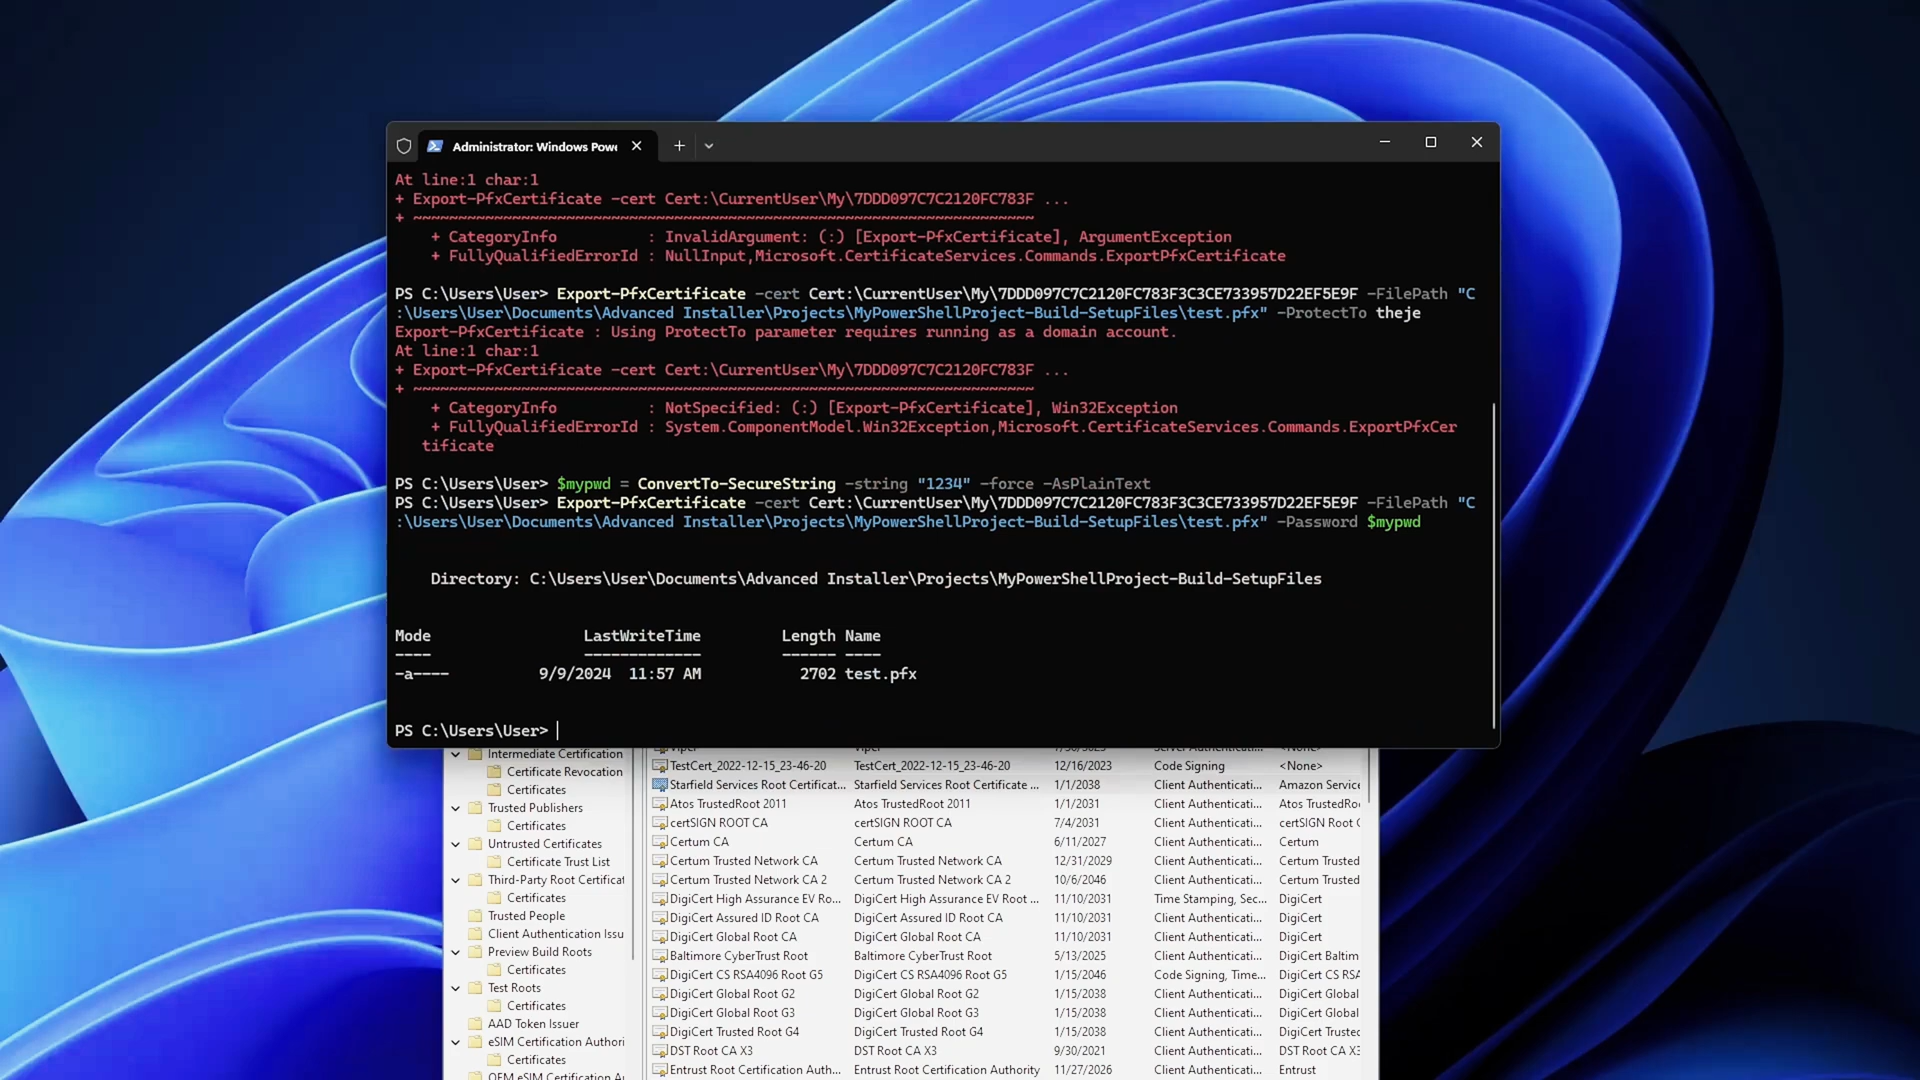 Administrator: Windows Powe
At line:1 char:1
+ Export-PfxCertificate -cert Cert:\CurrentUser\My\7DDD097C7C2120FC783F ...
+ ~~~~~~~~~~~~~~~~~~~~~~~~~~~~~~~~~~~~~~~~~~~~~~~~~~~~~~~~~~~~~~~~~~~~~
+ CategoryInfo : InvalidArgument: (:) [Export-PfxCertificate], ArgumentException
+ FullyQualifiedErrorId : NullInput,Microsoft.CertificateServices.Commands.ExportPfxCertificate
PS C:\Users\User> Export-PfxCertificate -cert Cert:\CurrentUser\My\7DDD097C7C2120FC783F3C3CE733957D22EF5E9F -FilePath "C
:\Users\User\Documents\Advanced Installer\Projects\MyPowerShellProject-Build-SetupFiles\test.pfx" -ProtectTo theje
Export-PfxCertificate : Using ProtectTo parameter requires running as a domain account.
At line:1 char:1
+ Export-PfxCertificate -cert Cert:\CurrentUser\My\7DDD097C7C2120FC783F ...
+ ~~~~~~~~~~~~~~~~~~~~~~~~~~~~~~~~~~~~~~~~~~~~~~~~~~~~~~~~~~~~~~~~~~~~~
+ CategoryInfo : NotSpecified: (:) [Export-PfxCertificate], Win32Exception
+ FullyQualifiedErrorId : System.ComponentModel.Win32Exception,Microsoft.CertificateServices.Commands.ExportPfxCer
tificate
PS C:\Users\User> $mypwd = ConvertTo-SecureString -string "1234" -force -AsPlainText
PS C:\Users\User> Export-PfxCertificate -cert Cert:\CurrentUser\My\7DDD097C7C2120FC783F3C3CE733957D22EF5E9F -FilePath "C
:\Users\User\Documents\Advanced Installer\Projects\MyPowerShellProject-Build-SetupFiles\test.pfx" -Password $mypwd
Directory: C:\Users\User\Documents\Advanced Installer\Projects\MyPowerShellProject-Build-SetupFiles
Mode LastWriteTime Length Name
---- ------------- ------ ----
-a---- 9/9/2024 11:57 AM 2702 test.pfx
PS C:\Users\User>
Intermediate Certification
Certificate Revocation
Certificates
Trusted Publishers
Certificates
Untrusted Certificates
Certificate Trust List
Third-Party Root Certificat
Certificates
Trusted People
Client Authentication Issu
Preview Build Roots
Certificates
Test Roots
Certificates
AAD Token Issuer
eSIM Certification Authori
Certificates
OEM eSIM Certification Au
TestCert_2022-12-15_23-46-20 TestCert_2022-12-15_23-46-20 12/16/2023 Code Signing <None>
Starfield Services Root Certificat... Starfield Services Root Certificate ... 1/1/2038 Client Authenticati... Amazon Service
Atos TrustedRoot 2011 Atos TrustedRoot 2011 1/1/2031 Client Authenticati... Atos TrustedRo
certSIGN ROOT CA certSIGN ROOT CA 7/4/2031 Client Authenticati... certSIGN Root C
Certum CA Certum CA 6/11/2027 Client Authenticati... Certum
Certum Trusted Network CA Certum Trusted Network CA 12/31/2029 Client Authenticati... Certum Trusted
Certum Trusted Network CA 2 Certum Trusted Network CA 2 10/6/2046 Client Authenticati... Certum Trusted
DigiCert High Assurance EV Ro... DigiCert High Assurance EV Root ... 11/10/2031 Time Stamping, Sec... DigiCert
DigiCert Assured ID Root CA DigiCert Assured ID Root CA 11/10/2031 Client Authenticati... DigiCert
DigiCert Global Root CA DigiCert Global Root CA 11/10/2031 Client Authenticati... DigiCert
Baltimore CyberTrust Root Baltimore CyberTrust Root 5/13/2025 Client Authenticati... DigiCert Baltim
DigiCert CS RSA4096 Root G5 DigiCert CS RSA4096 Root G5 1/15/2046 Code Signing, Time... DigiCert CS RSA
DigiCert Global Root G2 DigiCert Global Root G2 1/15/2038 Client Authenticati... DigiCert Global
DigiCert Global Root G3 DigiCert Global Root G3 1/15/2038 Client Authenticati... DigiCert Global
DigiCert Trusted Root G4 DigiCert Trusted Root G4 1/15/2038 Client Authenticati... DigiCert Trusted
DST Root CA X3 DST Root CA X3 9/30/2021 Client Authenticati... DST Root CA X3
Entrust Root Certification Auth... Entrust Root Certification Authority 11/27/2026 Client Authenticati... Entrust